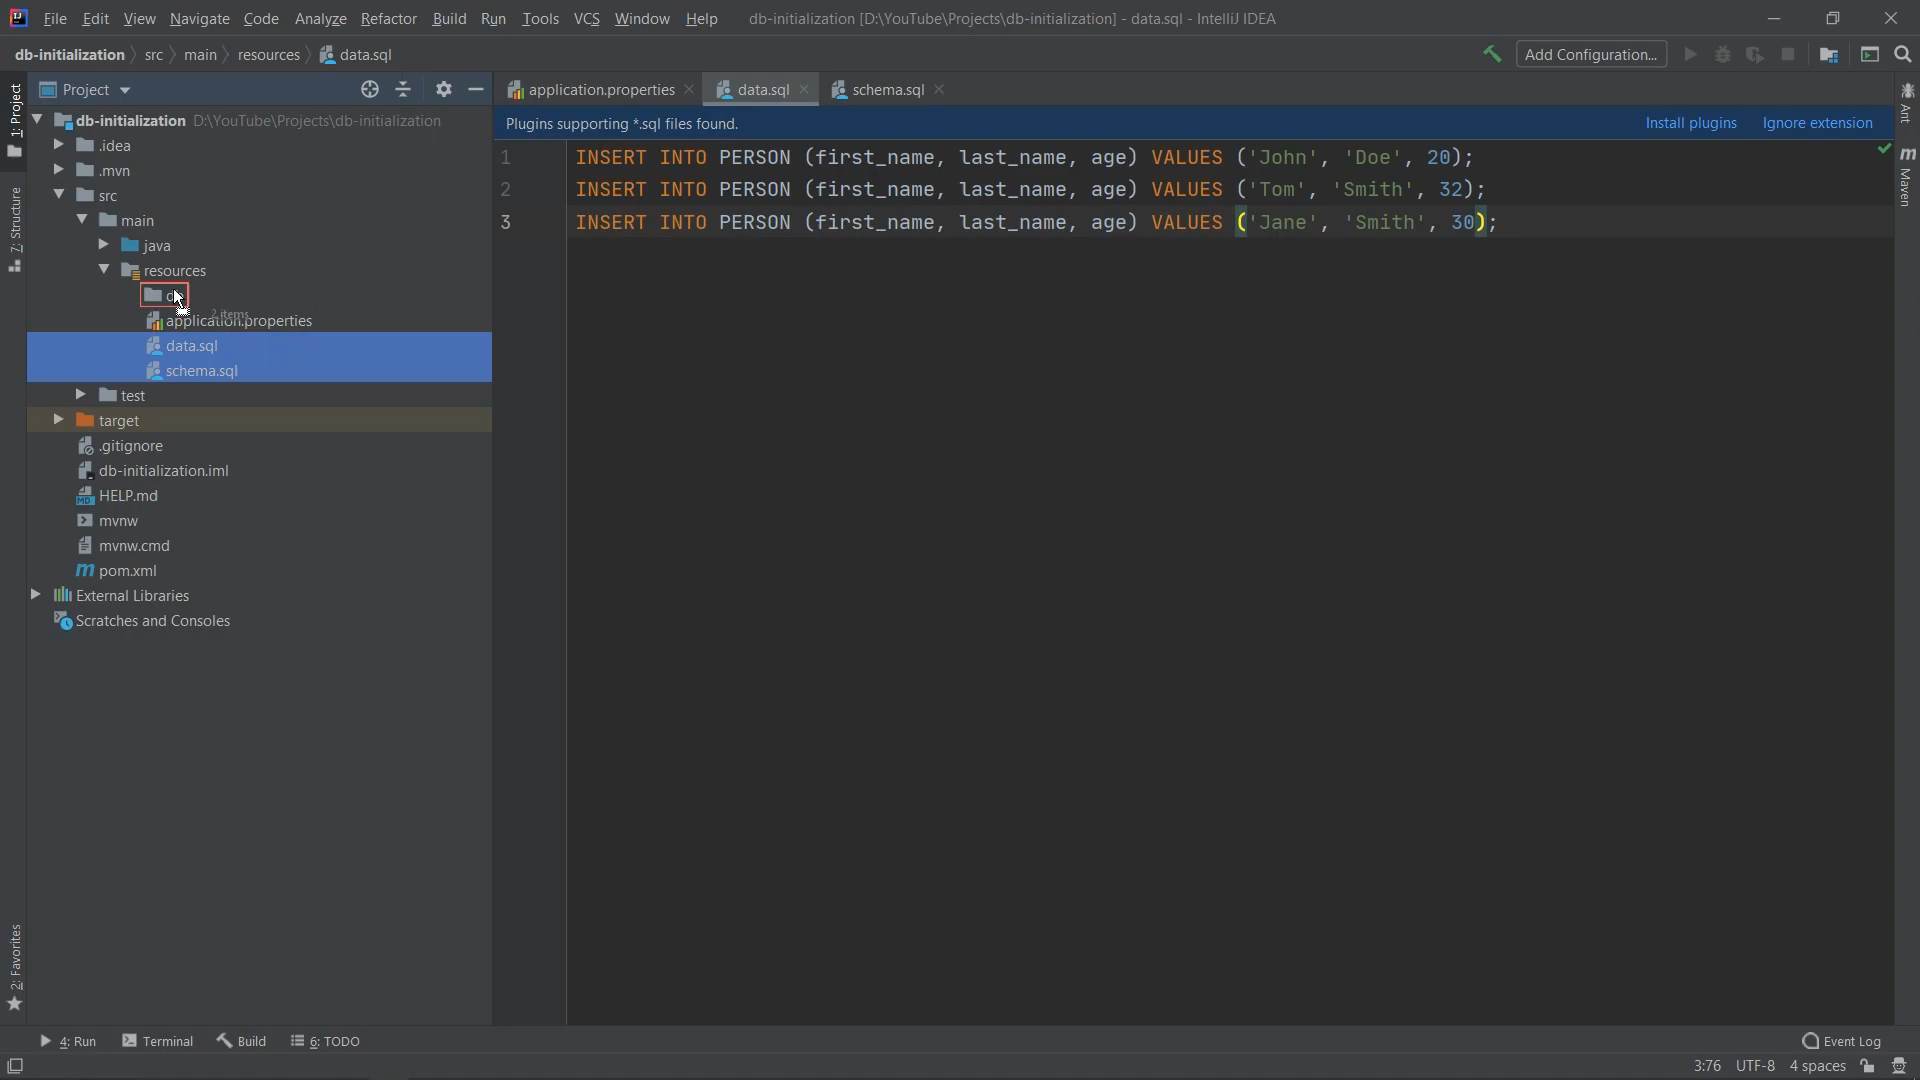 File Edit View Navigate Code Analyze Refactor Build Run Tools VCS Window Help db-initialization [D:\YouTube\Projects\db-initialization] - data.sql - IntelliJ IDEA
db-initialization src main resources data.sql Add Configuration...
Project application.properties data.sql schema.sql
Plugins supporting *.sql files found. Install plugins Ignore extension
1: Project
7: Structure
2: Favorites
Ant
Maven
db-initialization D:\YouTube\Projects\db-initialization
.idea
.mvn
src
main
java
resources
2 items
application.properties
data.sql
schema.sql
test
target
.gitignore
db-initialization.iml
HELP.md
mvnw
mvnw.cmd
pom.xml
External Libraries
Scratches and Consoles
1 INSERT INTO PERSON (first_name, last_name, age) VALUES ('John', 'Doe', 20);
2 INSERT INTO PERSON (first_name, last_name, age) VALUES ('Tom', 'Smith', 32);
3 INSERT INTO PERSON (first_name, last_name, age) VALUES ('Jane', 'Smith', 30);
4: Run Terminal Build 6: TODO Event Log
3:76 UTF-8 4 spaces